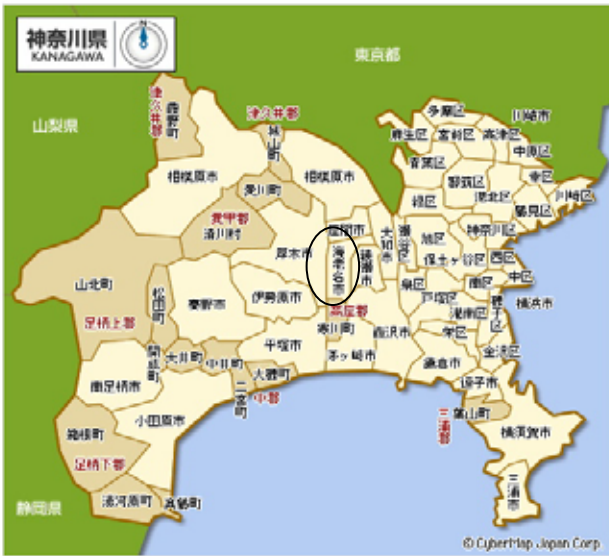 神奈川県
KANAGAWA
東京都
山梨県
静岡県
津久井郡
藤野町
津久井郡
城山町
相模原市
相模原市
愛川町
愛甲郡
清川村
厚木市
座間市
海老名市
綾瀬市
大和市
瀬谷区
高座郡
寒川町
藤沢市
茅ヶ崎市
山北町
足柄上郡
松田町
秦野市
伊勢原市
開成町
大井町
中井町
平塚市
大磯町
二宮町
中郡
南足柄市
小田原市
箱根町
足柄下郡
湯河原町
真鶴町
多摩区
川崎市
麻生区
宮前区
高津区
中原区
青葉区
都筑区
港北区
幸区
川崎区
鶴見区
緑区
旭区
神奈川区
保土ヶ谷区
西区
中区
泉区
戸塚区
南区
港南区
磯子区
横浜市
栄区
金沢区
鎌倉市
逗子市
葉山町
三浦郡
横須賀市
三浦市
© CyberMap Japan Corp.